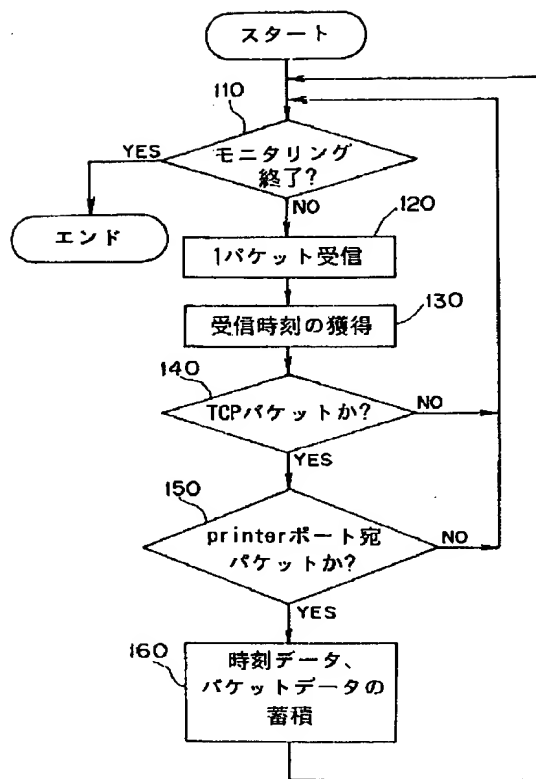 スタート
110
YES
モニタリング
終了?
NO
エンド
120
1パケット受信
130
受信時刻の獲得
140
TCPパケットか?
NO
YES
150
printerポート宛
パケットか?
NO
YES
160
時刻データ、
パケットデータの
蓄積